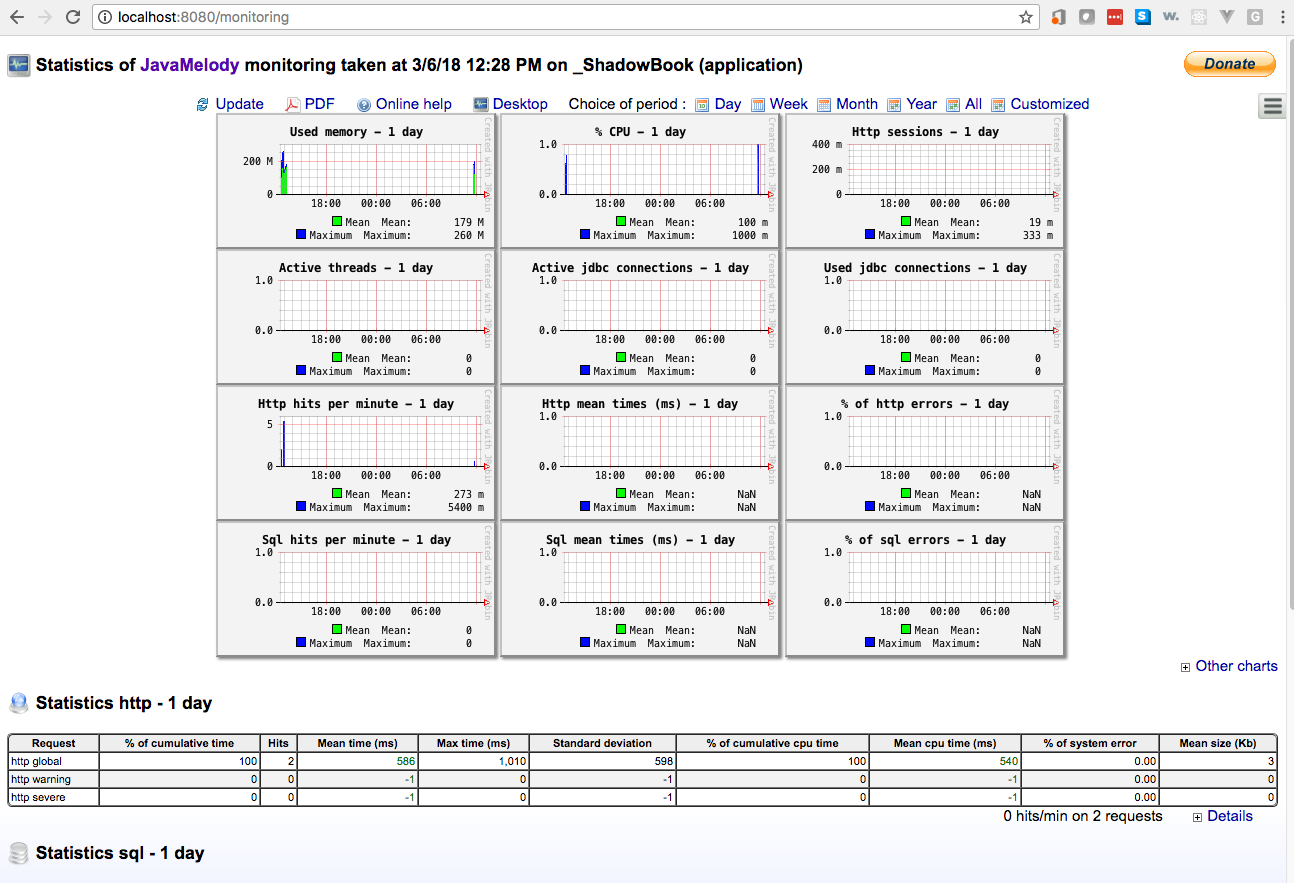 localhost:8080/monitoring
Statistics of JavaMelody monitoring taken at 3/6/18 12:28 PM on _ShadowBook (application)
Donate
Update PDF Online help Desktop Choice of period : Day Week Month Year All Customized
Used memory – 1 day
200 M
0
18:00 00:00 06:00
Mean Mean: 179 M
Maximum Maximum: 260 M
Created with JRobin
% CPU – 1 day
1.0
0.0
18:00 00:00 06:00
Mean Mean: 100 m
Maximum Maximum: 1000 m
Created with JRobin
Http sessions – 1 day
400 m
200 m
0
18:00 00:00 06:00
Mean Mean: 19 m
Maximum Maximum: 333 m
Created with JRobin
Active threads – 1 day
1.0
0.0
18:00 00:00 06:00
Mean Mean: 0
Maximum Maximum: 0
Created with JRobin
Active jdbc connections – 1 day
1.0
0.0
18:00 00:00 06:00
Mean Mean: 0
Maximum Maximum: 0
Created with JRobin
Used jdbc connections – 1 day
1.0
0.0
18:00 00:00 06:00
Mean Mean: 0
Maximum Maximum: 0
Created with JRobin
Http hits per minute – 1 day
5
0
18:00 00:00 06:00
Mean Mean: 273 m
Maximum Maximum: 5400 m
Created with JRobin
Http mean times (ms) – 1 day
1.0
0.0
18:00 00:00 06:00
Mean Mean: NaN
Maximum Maximum: NaN
Created with JRobin
% of http errors – 1 day
1.0
0.0
18:00 00:00 06:00
Mean Mean: NaN
Maximum Maximum: NaN
Created with JRobin
Sql hits per minute – 1 day
1.0
0.0
18:00 00:00 06:00
Mean Mean: 0
Maximum Maximum: 0
Created with JRobin
Sql mean times (ms) – 1 day
1.0
0.0
18:00 00:00 06:00
Mean Mean: NaN
Maximum Maximum: NaN
Created with JRobin
% of sql errors – 1 day
1.0
0.0
18:00 00:00 06:00
Mean Mean: NaN
Maximum Maximum: NaN
Created with JRobin
Other charts
Statistics http - 1 day
Request % of cumulative time Hits Mean time (ms) Max time (ms) Standard deviation % of cumulative cpu time Mean cpu time (ms) % of system error Mean size (Kb)
http global 100 2 586 1,010 598 100 540 0.00 3
http warning 0 0 -1 0 -1 0 -1 0.00 0
http severe 0 0 -1 0 -1 0 -1 0.00 0
0 hits/min on 2 requests Details
Statistics sql - 1 day